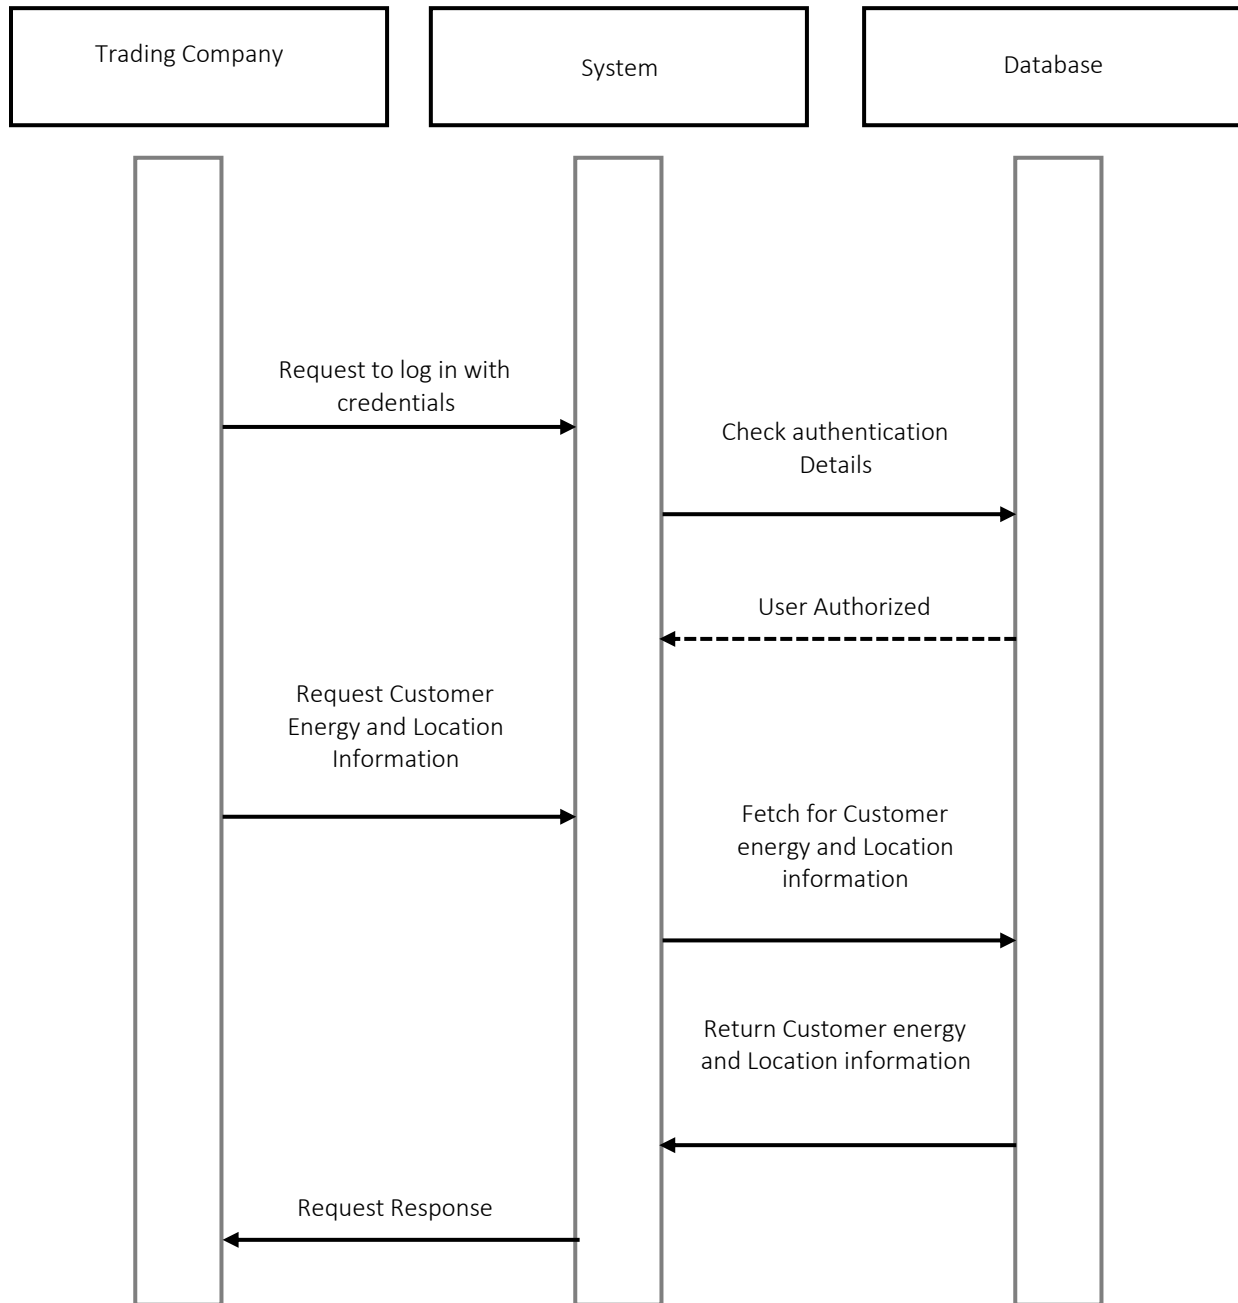 Trading Company
System
Database
Request to log in with
credentials
Check authentication
Details
User Authorized
Request Customer
Energy and Location
Information
Fetch for Customer
energy and Location
information
Return Customer energy
and Location information
Request Response